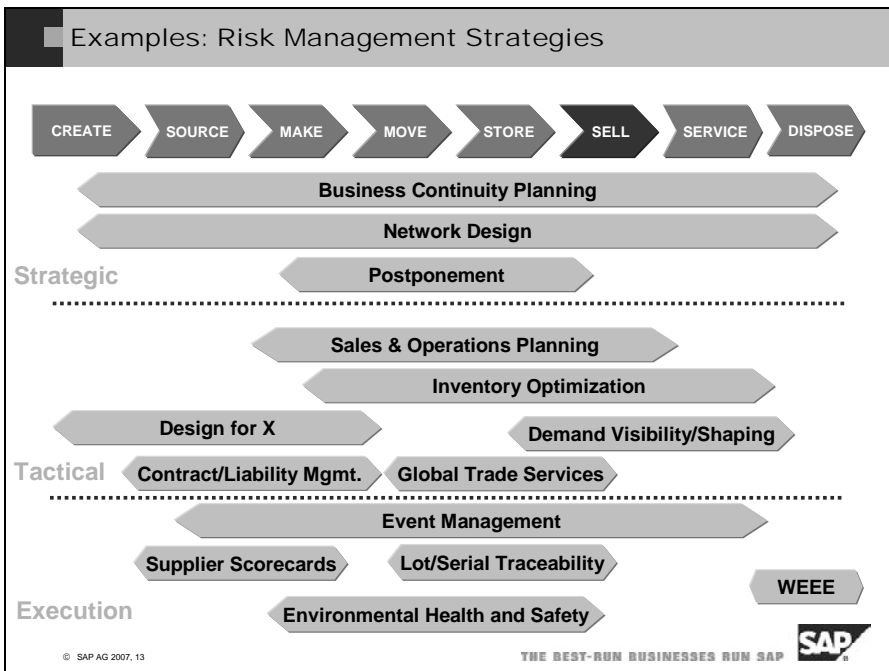 Examples: Risk Management Strategies
CREATE SOURCE MAKE MOVE STORE SELL SERVICE DISPOSE
Business Continuity Planning
Network Design
Strategic Postponement
Sales & Operations Planning
Inventory Optimization
Design for X Demand Visibility/Shaping
Tactical Contract/Liability Mgmt. Global Trade Services
Event Management
Supplier Scorecards Lot/Serial Traceability
WEEE
Execution Environmental Health and Safety
© SAP AG 2007, 13 THE BEST-RUN BUSINESSES RUN SAP SAP®